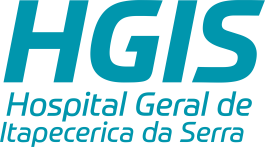 HGIS
Hospital Geral de
Itapecerica da Serra